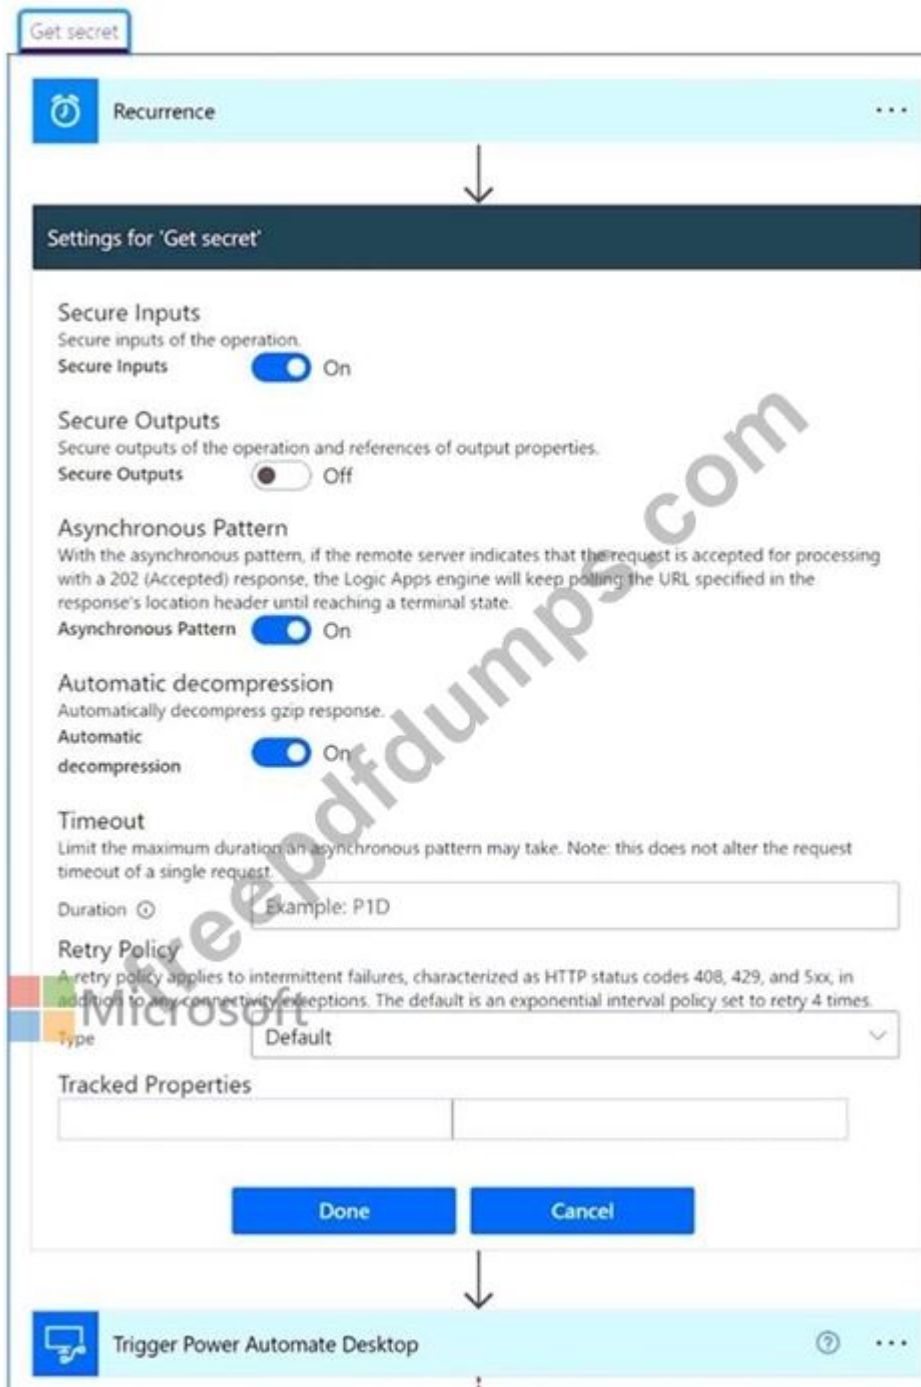 Get secret
Recurrence
Settings for 'Get secret'
Secure Inputs
Secure inputs of the operation.
Secure Inputs
On
Secure Outputs
Secure outputs of the operation and references of output properties.
Secure Outputs
Off
Asynchronous Pattern
With the asynchronous pattern, if the remote server indicates that the request is accepted for processing
with a 202 (Accepted) response, the Logic Apps engine will keep polling the URL specified in the
response's location header until reaching a terminal state.
Asynchronous Pattern
On
Automatic decompression
Automatically decompress gzip response.
Automatic
decompression
On
Timeout
Limit the maximum duration an asynchronous pattern may take. Note: this does not alter the request
timeout of a single request.
Duration
Example: P1D
Retry Policy
A retry policy applies to intermittent failures, characterized as HTTP status codes 408, 429, and 5xx, in
addition to any connectivity exceptions. The default is an exponential interval policy set to retry 4 times.
Type
Default
Tracked Properties
Done
Cancel
Trigger Power Automate Desktop
freepdfdumps.com
Microsoft